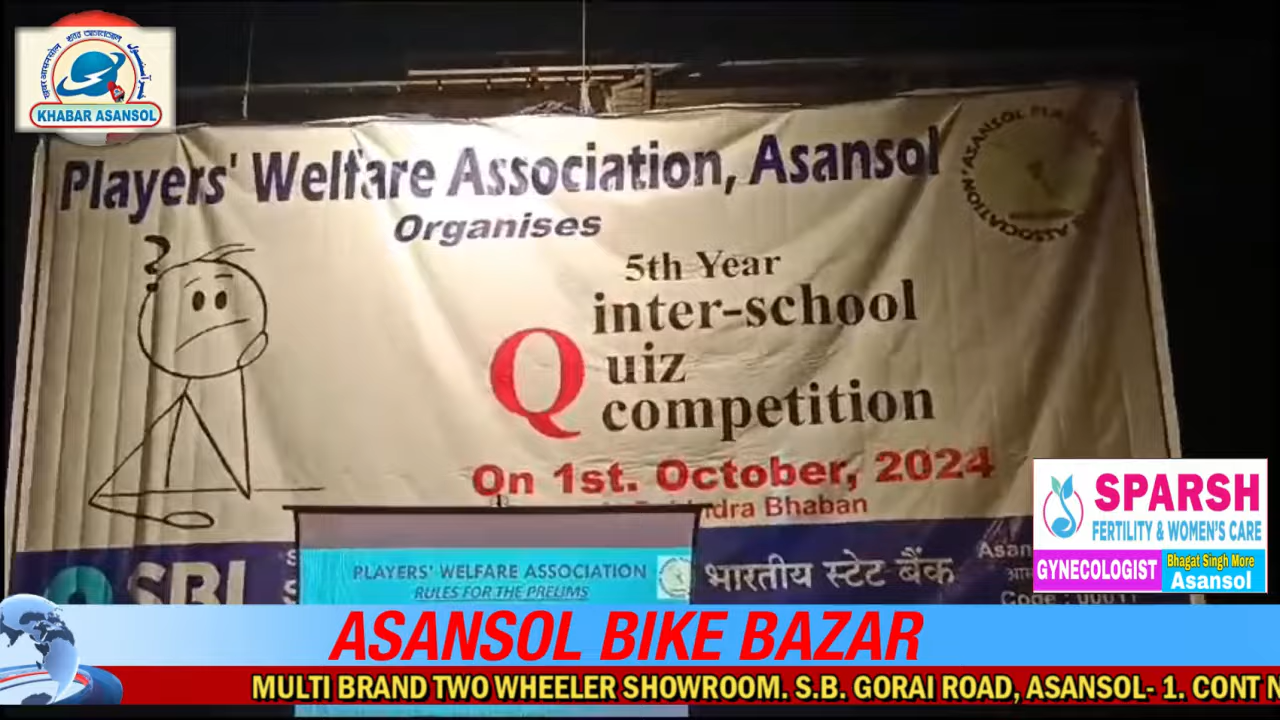 KHABAR ASANSOL
Players' Welfare Association, Asansol
Organises
5th Year
inter-school
Quiz
competition
On 1st. October, 2024
Bhaban
SBI
भारतीय स्टेट बैंक
Code : 00011
PLAYERS' WELFARE ASSOCIATION
RULES FOR THE PRELIMS
SPARSH
FERTILITY & WOMEN'S CARE
GYNECOLOGIST
Bhagat Singh More
Asansol
ASANSOL BIKE BAZAR
MULTI BRAND TWO WHEELER SHOWROOM. S.B. GORAI ROAD, ASANSOL- 1. CONT N